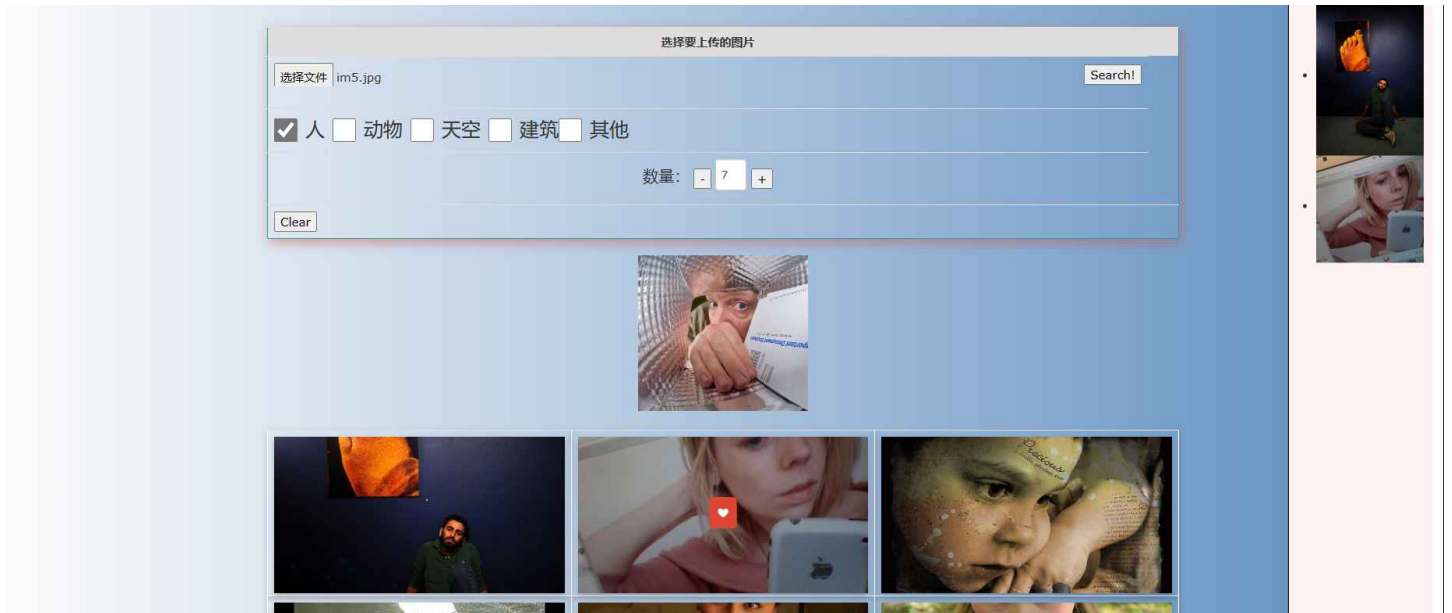 选择要上传的图片
选择文件 im5.jpg
Search!
人 动物 天空 建筑 其他
数量： - 7 +
Clear
Precious